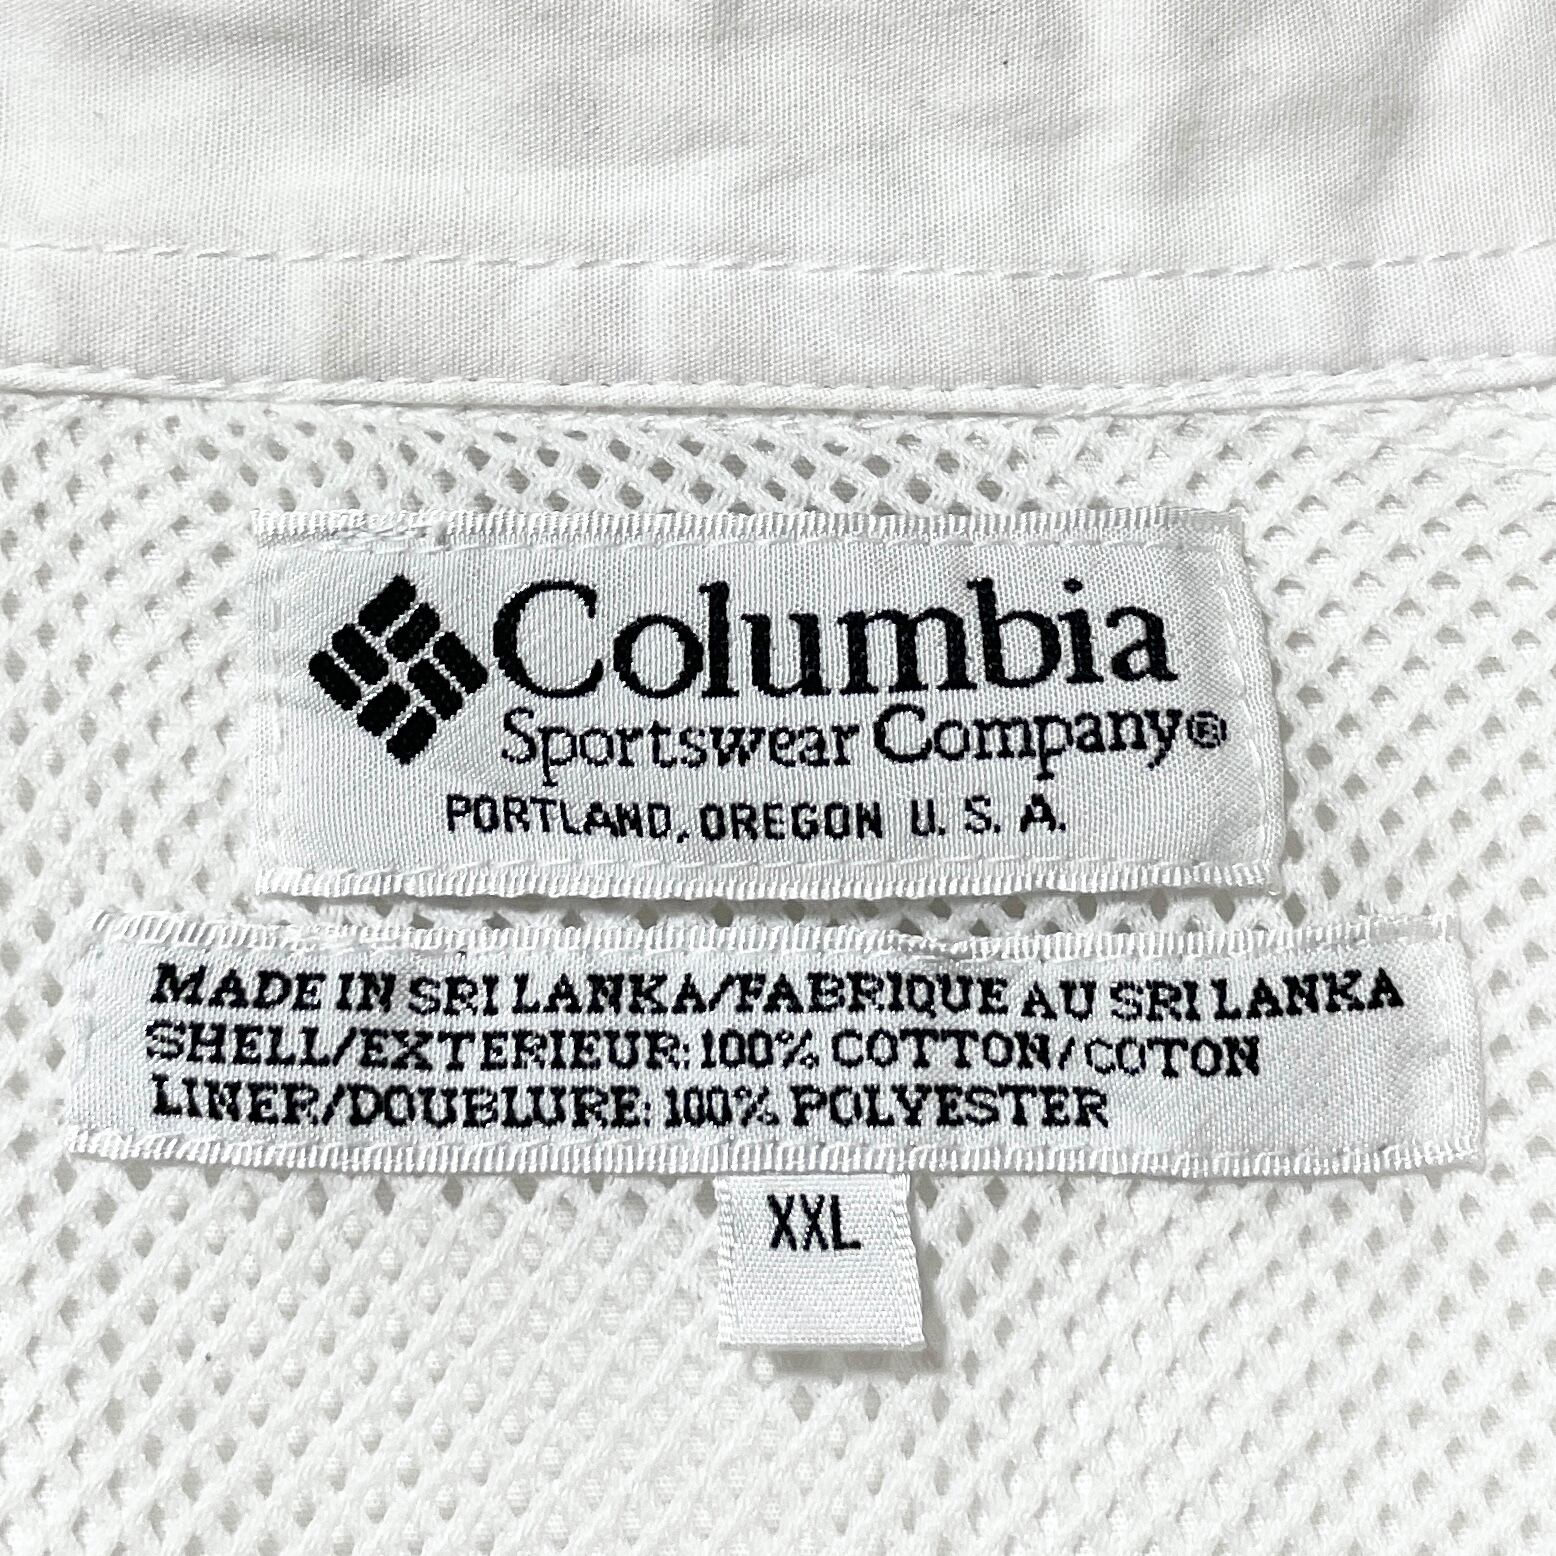 Columbia
Sportswear Company®
PORTLAND, OREGON U. S. A.
MADE IN SRI LANKA/FABRIQUE AU SRI LANKA
SHELL/EXTERIEUR: 100% COTTON/COTON
LINER/DOUBLURE: 100% POLYESTER
XXL